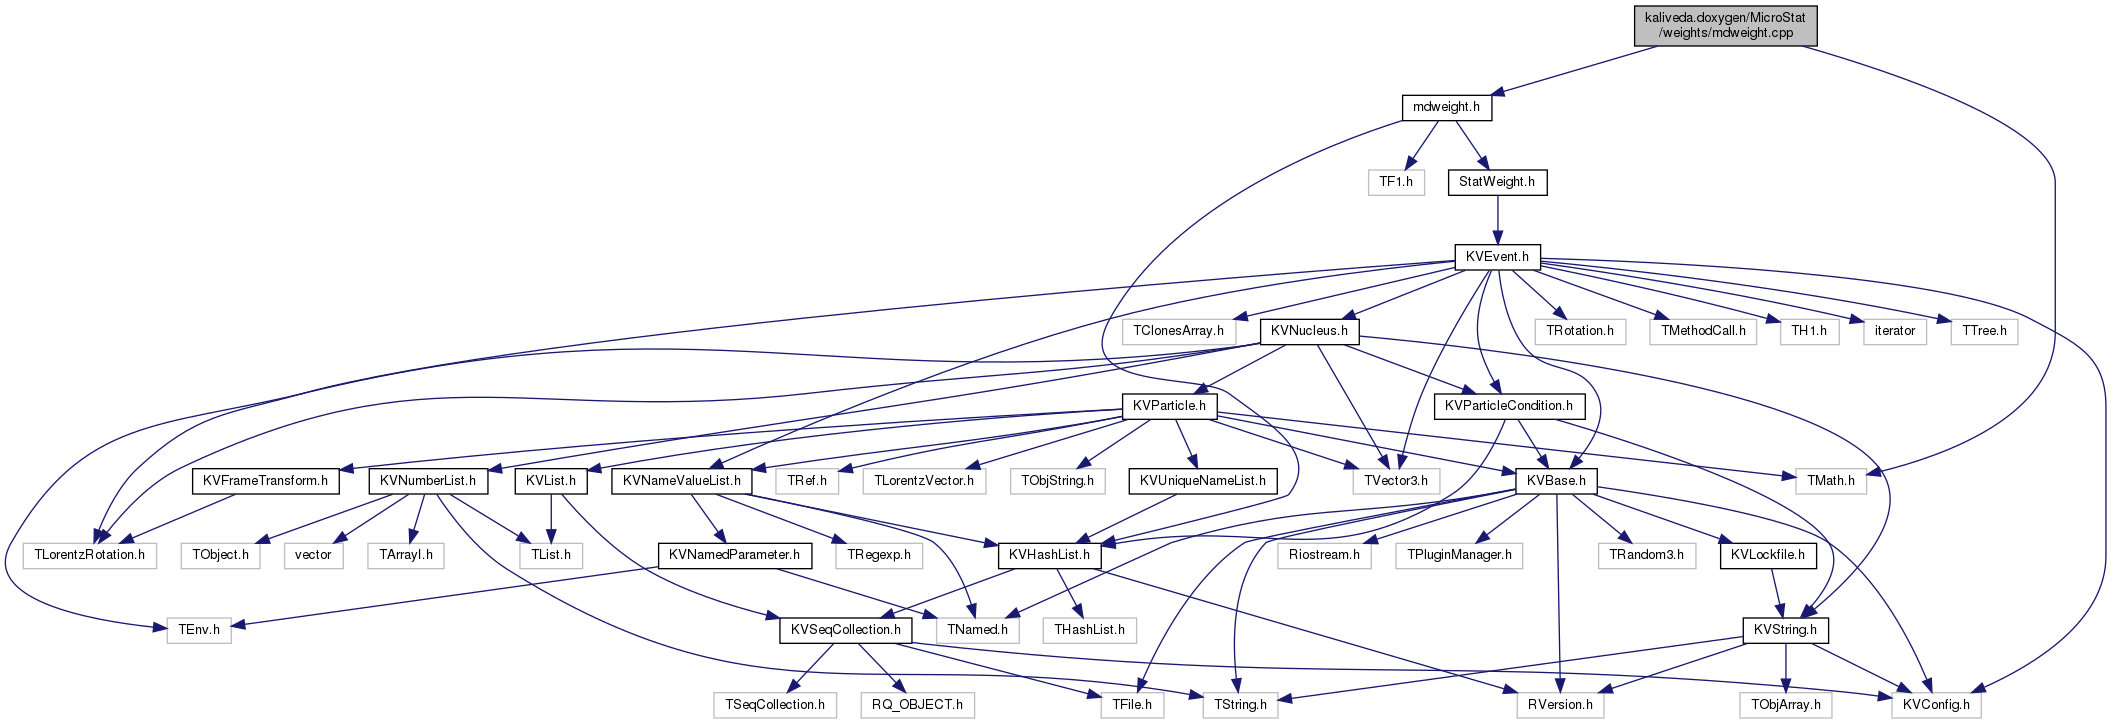 kaliveda.doxygen/MicroStat
/weights/mdweight.cpp
mdweight.h
TF1.h
StatWeight.h
KVEvent.h
TClonesArray.h
KVNucleus.h
TRotation.h
TMethodCall.h
TH1.h
iterator
TTree.h
KVParticle.h
KVParticleCondition.h
KVFrameTransform.h
KVNumberList.h
KVList.h
KVNameValueList.h
TRef.h
TLorentzVector.h
TObjString.h
KVUniqueNameList.h
TVector3.h
KVBase.h
TMath.h
TLorentzRotation.h
TObject.h
vector
TArrayI.h
TList.h
KVNamedParameter.h
TRegexp.h
KVHashList.h
Riostream.h
TPluginManager.h
TRandom3.h
KVLockfile.h
TEnv.h
KVSeqCollection.h
TNamed.h
THashList.h
KVString.h
TSeqCollection.h
RQ_OBJECT.h
TFile.h
TString.h
RVersion.h
TObjArray.h
KVConfig.h